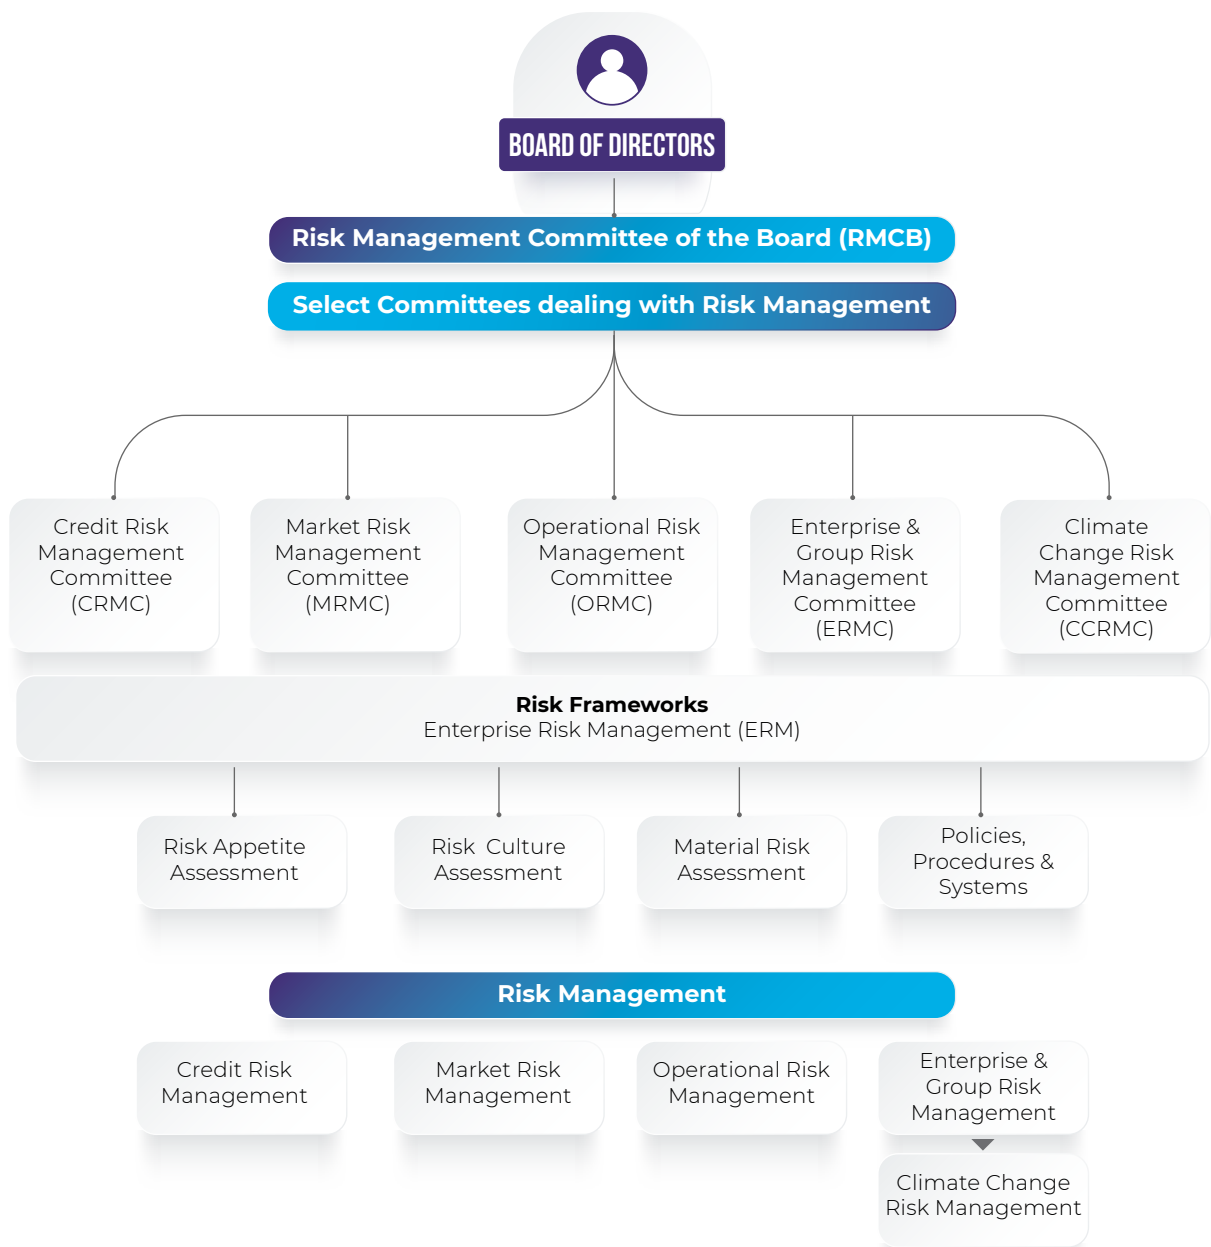 BOARD OF DIRECTORS
Risk Management Committee of the Board (RMCB)
Select Committees dealing with Risk Management
Credit Risk
Management
Committee
(CRMC)
Market Risk
Management
Committee
(MRMC)
Operational Risk
Management
Committee
(ORMC)
Enterprise &
Group Risk
Management
Committee
(ERMC)
Climate
Change Risk
Management
Committee
(CCRMC)
Risk Frameworks
Enterprise Risk Management (ERM)
Risk Appetite
Assessment
Risk Culture
Assessment
Material Risk
Assessment
Policies,
Procedures &
Systems
Risk Management
Credit Risk
Management
Market Risk
Management
Operational Risk
Management
Enterprise &
Group Risk
Management
Climate Change
Risk Management